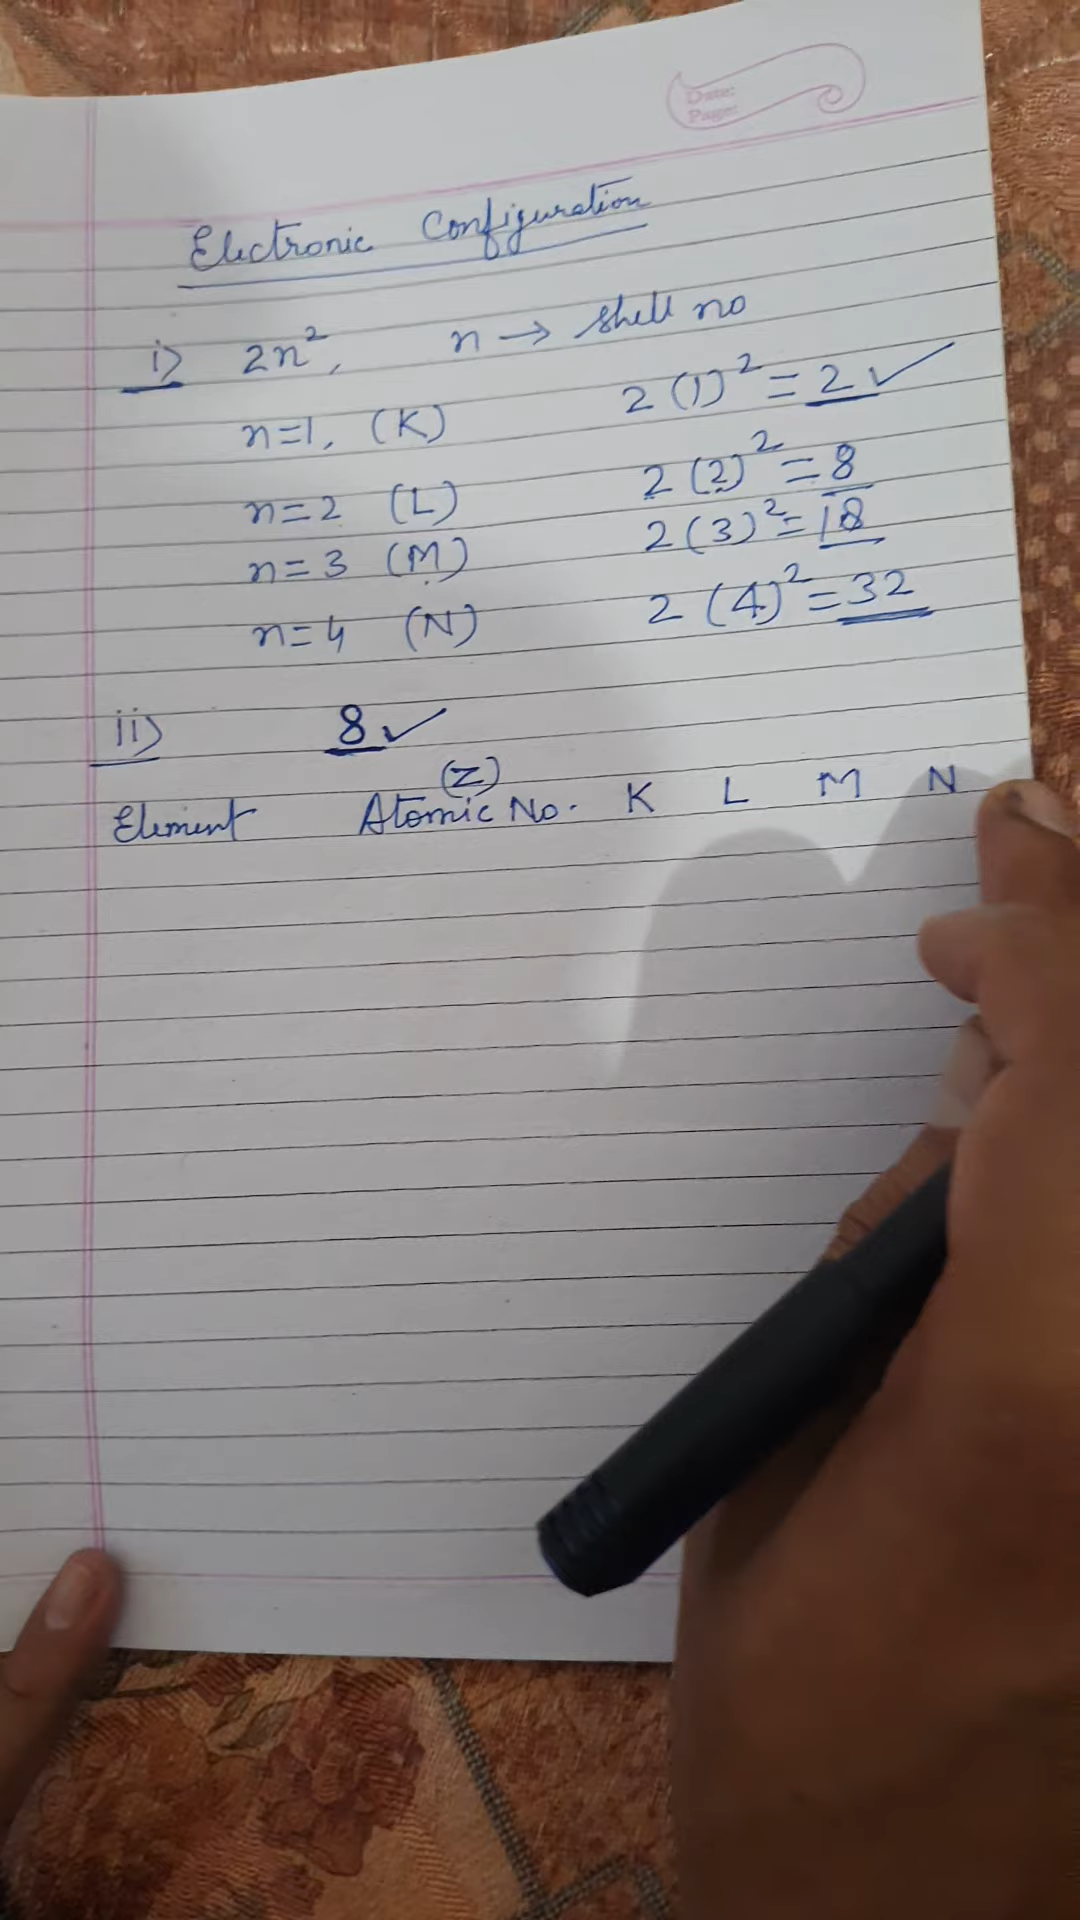 Date:
Page:
Electronic Configuration
i) 2n², n → shell no
n=1, (K) 2(1)² = 2 ✓
n=2 (L) 2(2)² = 8
n=3 (M) 2(3)² = 18
n=4 (N) 2(4)² = 32
ii) 8 ✓
(Z)
Element Atomic No. K L M N